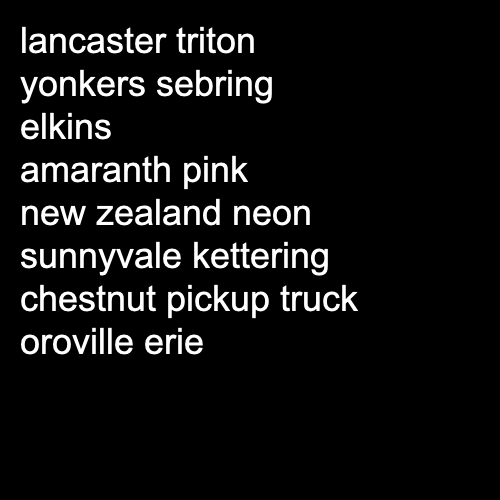 lancaster triton
yonkers sebring
elkins
amaranth pink
new zealand neon
sunnyvale kettering
chestnut pickup truck
oroville erie